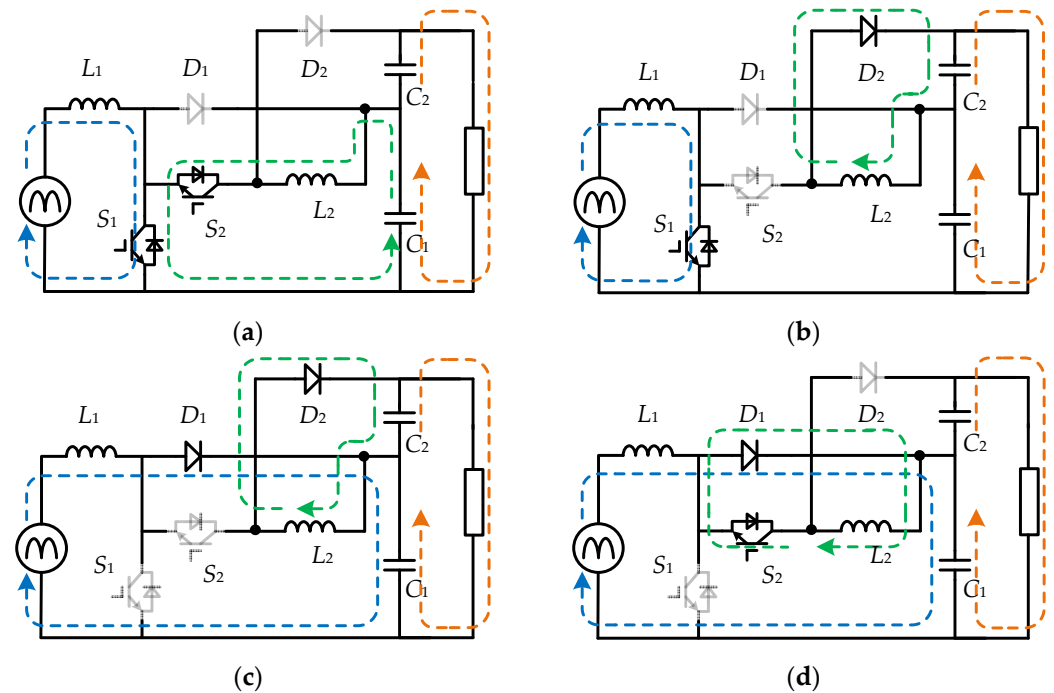 L1 D1 D2 C2
S1 S2 L2 C1
(a)
L1 D1 D2 C2
S1 S2 L2 C1
(b)
L1 D1 D2 C2
S1 S2 L2 C1
(c)
L1 D1 D2 C2
S1 S2 L2 C1
(d)